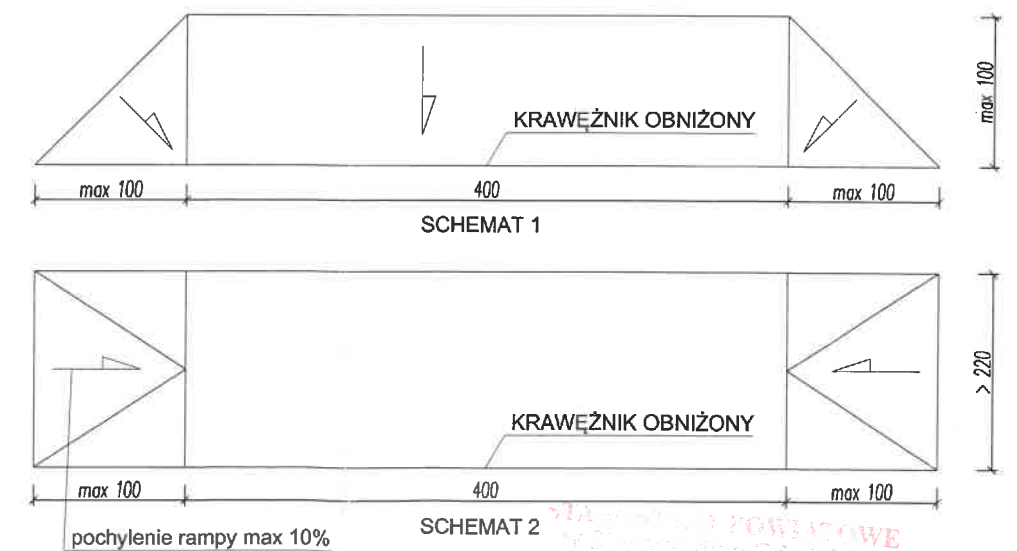 max 100
KRAWĘŻNIK OBNIŻONY
max 100
400
max 100
SCHEMAT 1
> 220
KRAWĘŻNIK OBNIŻONY
max 100
400
max 100
SCHEMAT 2
POWIATOWE
pochylenie rampy max 10%